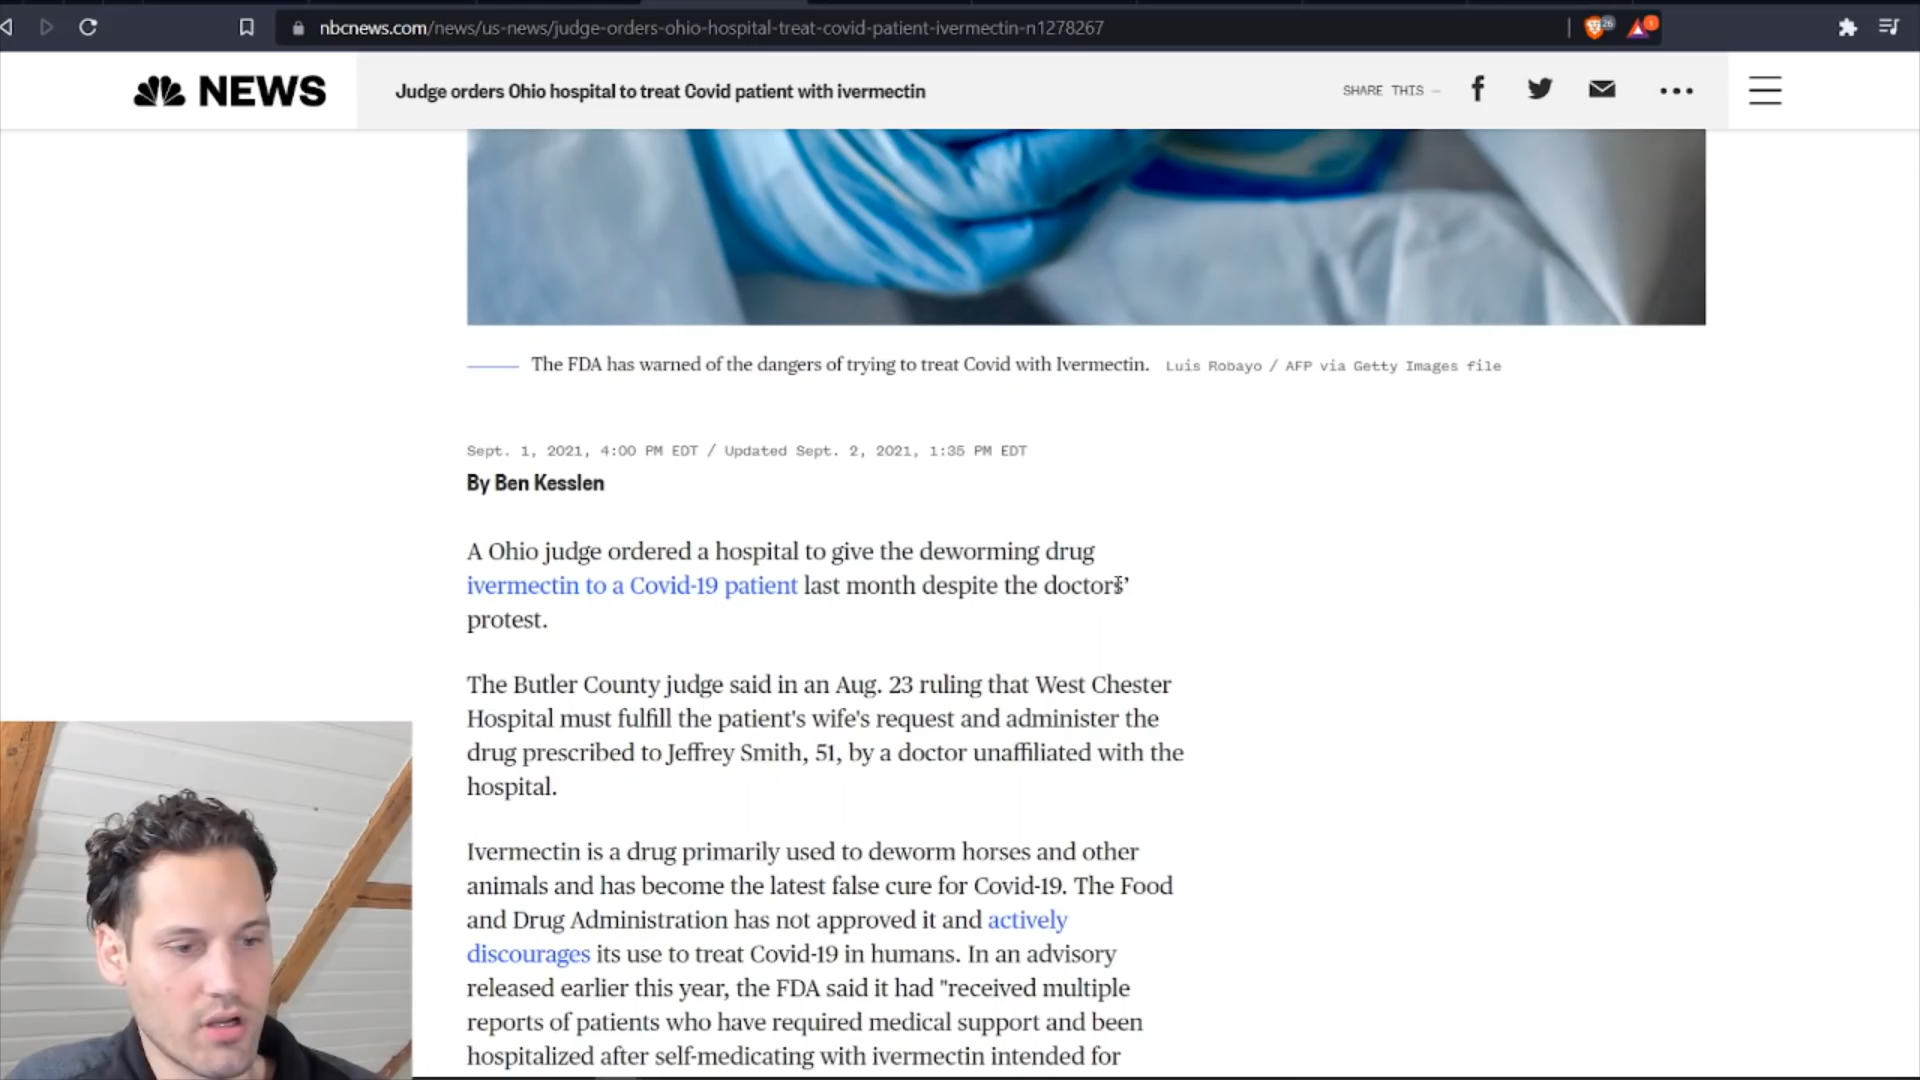 nbcnews.com/news/us-news/judge-orders-ohio-hospital-treat-covid-patient-ivermectin-n1278267
NEWS
Judge orders Ohio hospital to treat Covid patient with ivermectin
SHARE THIS —
The FDA has warned of the dangers of trying to treat Covid with Ivermectin. Luis Robayo / AFP via Getty Images file
Sept. 1, 2021, 4:00 PM EDT / Updated Sept. 2, 2021, 1:35 PM EDT
By Ben Kesslen
A Ohio judge ordered a hospital to give the deworming drug
ivermectin to a Covid-19 patient last month despite the doctors’
protest.
The Butler County judge said in an Aug. 23 ruling that West Chester
Hospital must fulfill the patient's wife's request and administer the
drug prescribed to Jeffrey Smith, 51, by a doctor unaffiliated with the
hospital.
Ivermectin is a drug primarily used to deworm horses and other
animals and has become the latest false cure for Covid-19. The Food
and Drug Administration has not approved it and actively
discourages its use to treat Covid-19 in humans. In an advisory
released earlier this year, the FDA said it had "received multiple
reports of patients who have required medical support and been
hospitalized after self-medicating with ivermectin intended for